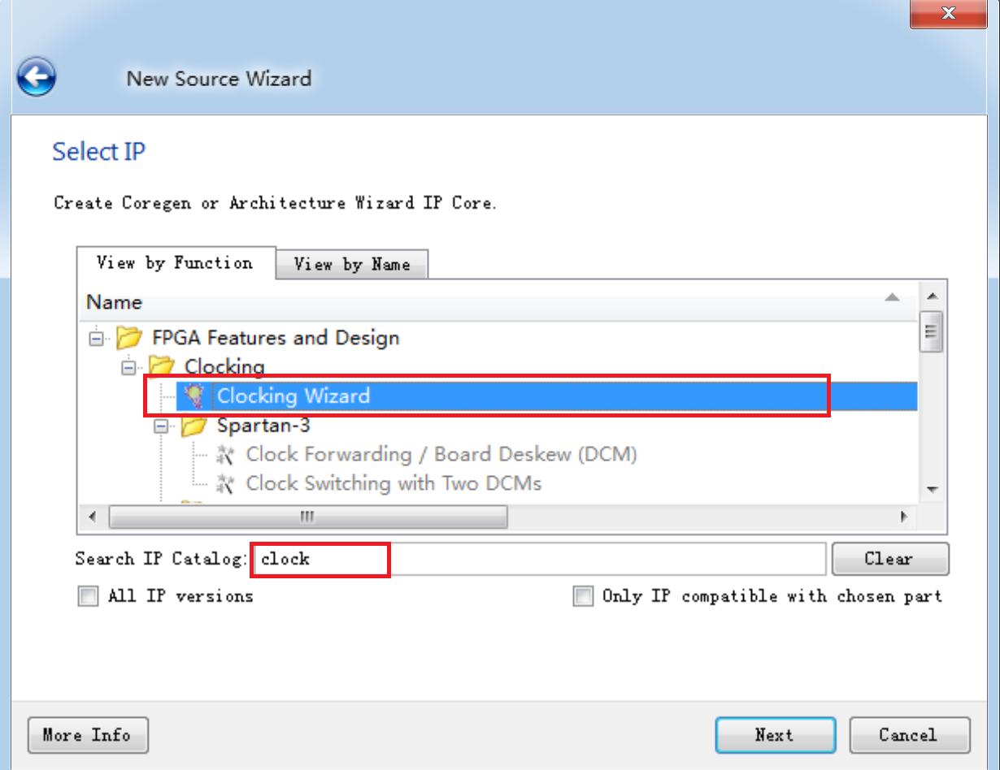 New Source Wizard
Select IP
Create Coregen or Architecture Wizard IP Core.
View by Function View by Name
Name
FPGA Features and Design
Clocking
Clocking Wizard
Spartan-3
Clock Forwarding / Board Deskew (DCM)
Clock Switching with Two DCMs
Search IP Catalog: clock Clear
All IP versions Only IP compatible with chosen part
More Info Next Cancel